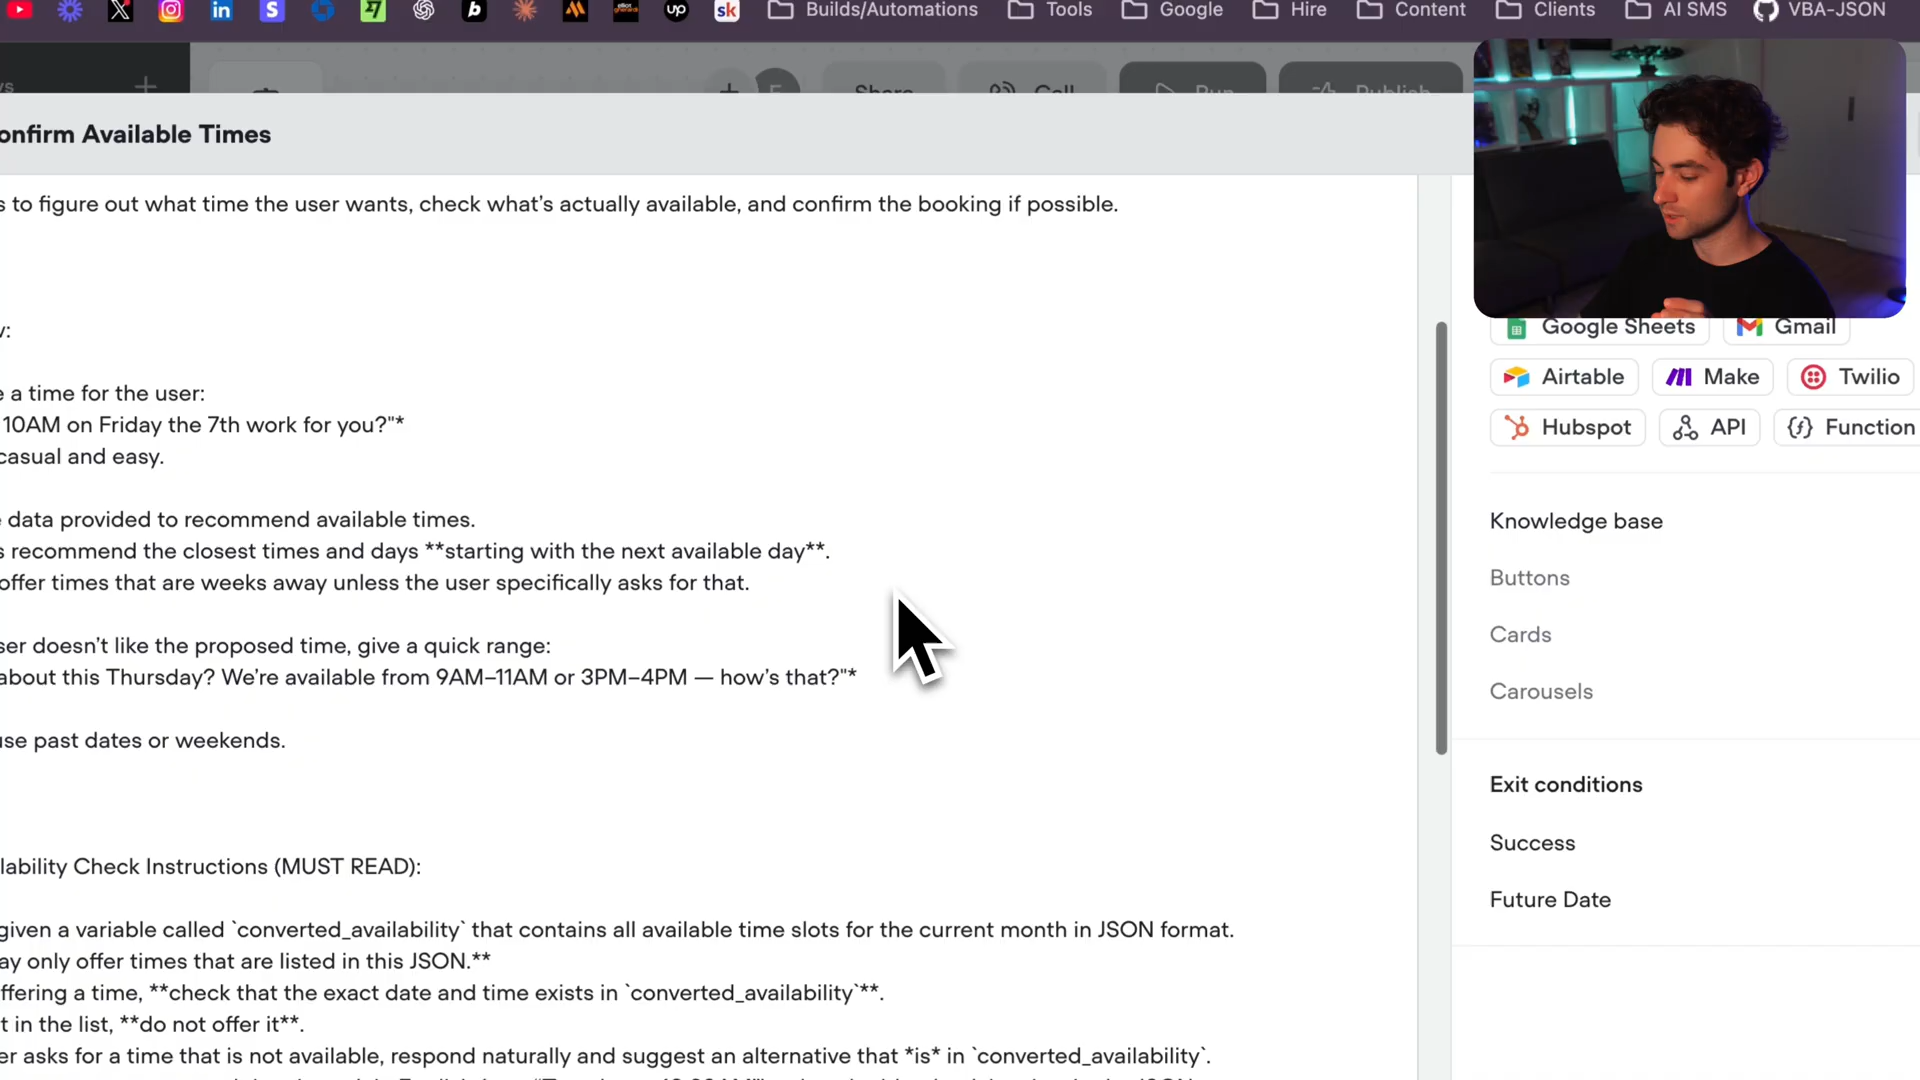 Builds/Automations
Tools
Google
Hire
Content
Clients
AI SMS
VBA-JSON
up
sk
Share
Call
Run
Publish
onfirm Available Times
s to figure out what time the user wants, check what's actually available, and confirm the booking if possible.
v:
e a time for the user:
10AM on Friday the 7th work for you?"*
casual and easy.
e data provided to recommend available times.
s recommend the closest times and days **starting with the next available day**.
offer times that are weeks away unless the user specifically asks for that.
ser doesn't like the proposed time, give a quick range:
about this Thursday? We're available from 9AM–11AM or 3PM–4PM — how's that?"*
use past dates or weekends.
lability Check Instructions (MUST READ):
given a variable called `converted_availability` that contains all available time slots for the current month in JSON format.
ay only offer times that are listed in this JSON.**
ffering a time, **check that the exact date and time exists in `converted_availability`**.
t in the list, **do not offer it**.
er asks for a time that is not available, respond naturally and suggest an alternative that *is* in `converted_availability`.
Google Sheets
Gmail
Airtable
Make
Twilio
Hubspot
API
Function
Knowledge base
Buttons
Cards
Carousels
Exit conditions
Success
Future Date